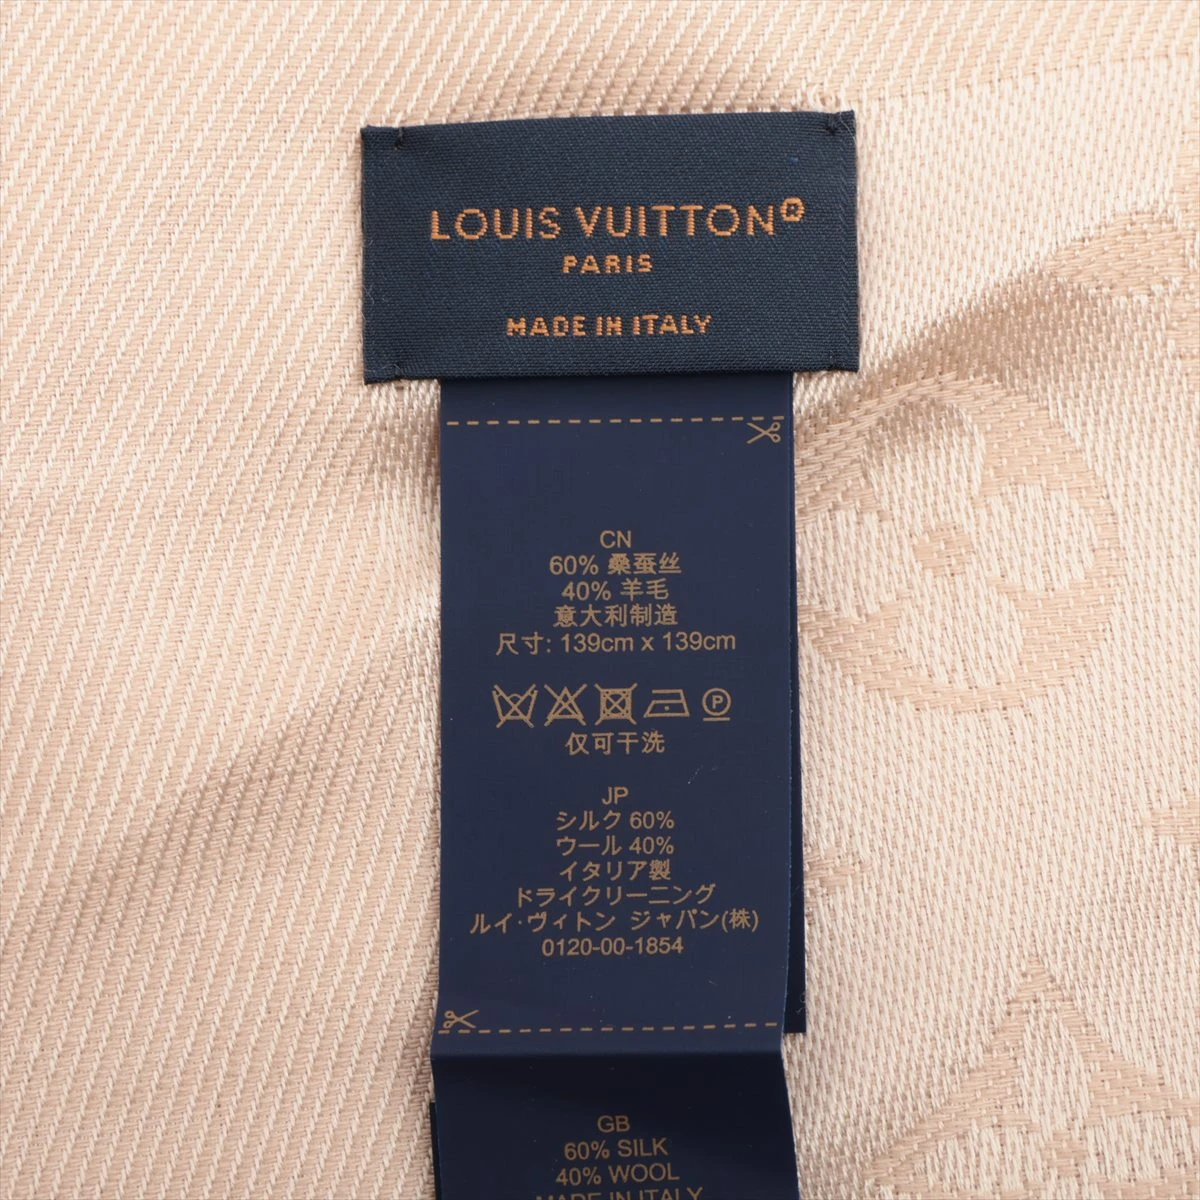 LOUIS VUITTON®
PARIS
MADE IN ITALY
CN
60% 桑蚕丝
40% 羊毛
意大利制造
尺寸: 139cm x 139cm
P
仅可干洗
JP
シルク 60%
ウール 40%
イタリア製
ドライクリーニング
ルイ·ヴィトン ジャパン(株)
0120-00-1854
GB
60% SILK
40% WOOL
MADE IN ITALY